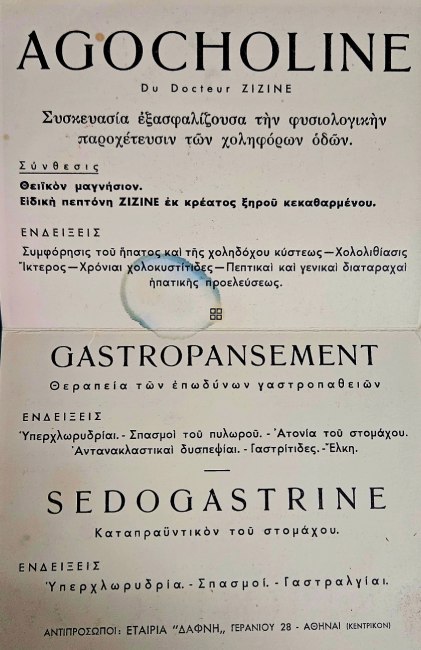 AGOCHOLINE
Du Docteur ZIZINE
Συσκευασία ἐξασφαλίζουσα τὴν φυσιολογικὴν
παροχέτευσιν τῶν χοληφόρων ὁδῶν.
Σύνθεσις
Θειϊκὸν μαγνήσιον.
Εἰδικὴ πεπτόνη ZIZINE ἐκ κρέατος ξηροῦ κεκαθαρμένου.
ΕΝΔΕΙΞΕΙΣ
Συμφόρησις τοῦ ἥπατος καὶ τῆς χοληδόχου κύστεως—Χολολιθίασις
Ἴκτερος—Χρόνιαι χολοκυστίτιδες—Πεπτικαὶ καὶ γενικαὶ διαταραχαὶ
ἡπατικῆς προελεύσεως.
GASTROPANSEMENT
Θεραπεία τῶν ἐπωδύνων γαστροπαθειῶν
ΕΝΔΕΙΞΕΙΣ
Ὑπερχλωρυδρίαι. - Σπασμοὶ τοῦ πυλωροῦ. - Ἀτονία τοῦ στομάχου.
Ἀντανακλαστικαὶ δυσπεψίαι. - Γαστρίτιδες. - Ἕλκη.
SEDOGASTRINE
Καταπραϋντικὸν τοῦ στομάχου.
ΕΝΔΕΙΞΕΙΣ
Ὑπερχλωρυδρία. - Σπασμοί. - Γαστραλγίαι.
ΑΝΤΙΠΡΟΣΩΠΟΙ: ΕΤΑΙΡΙΑ "ΔΑΦΝΗ„ ΓΕΡΑΝΙΟΥ 28 - ΑΘΗΝΑΙ (ΚΕΝΤΡΙΚΟΝ)